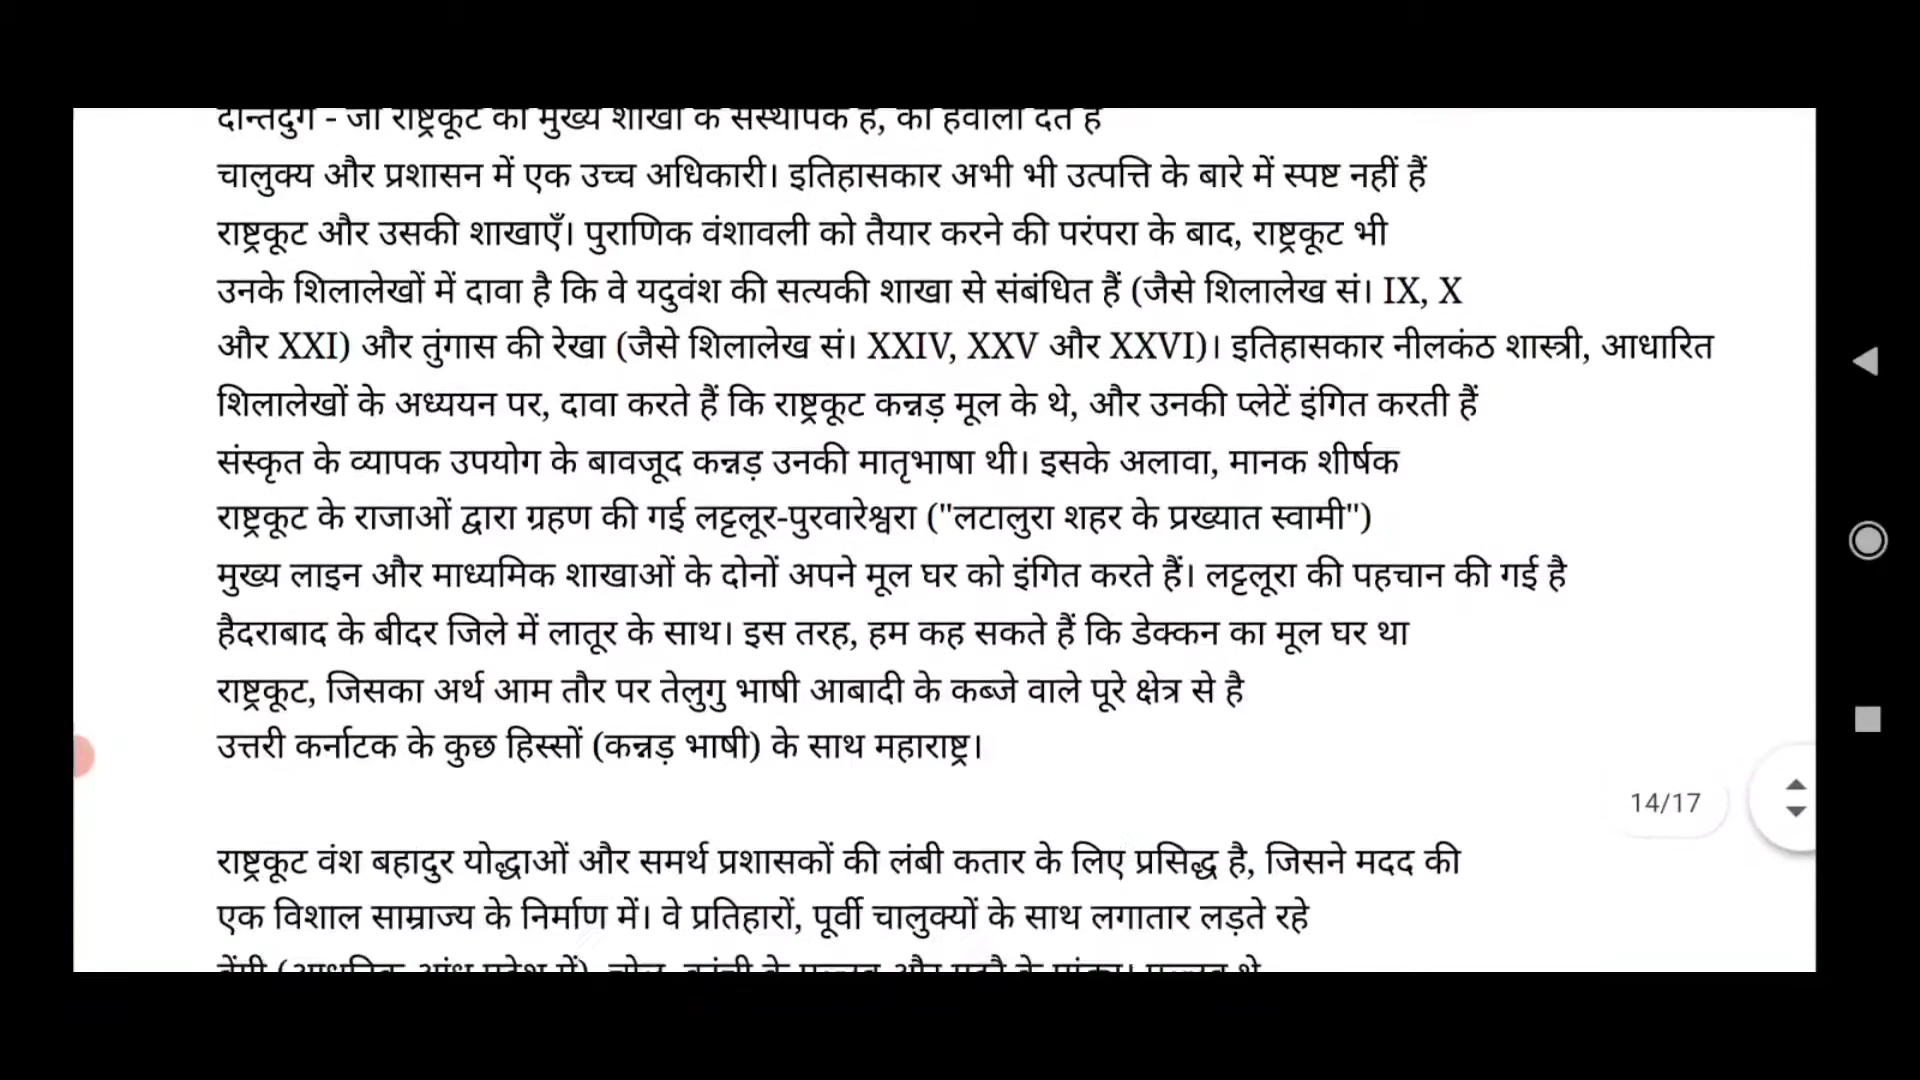 दान्तिदुर्ग - जो राष्ट्रकूट की मुख्य शाखा के संस्थापक हैं, का हवाला देते हैं
चालुक्य और प्रशासन में एक उच्च अधिकारी। इतिहासकार अभी भी उत्पत्ति के बारे में स्पष्ट नहीं हैं
राष्ट्रकूट और उसकी शाखाएँ। पुराणिक वंशावली को तैयार करने की परंपरा के बाद, राष्ट्रकूट भी
उनके शिलालेखों में दावा है कि वे यदुवंश की सत्यकी शाखा से संबंधित हैं (जैसे शिलालेख सं। IX, X
और XXI) और तुंगास की रेखा (जैसे शिलालेख सं। XXIV, XXV और XXVI)। इतिहासकार नीलकंठ शास्त्री, आधारित
शिलालेखों के अध्ययन पर, दावा करते हैं कि राष्ट्रकूट कन्नड़ मूल के थे, और उनकी प्लेटें इंगित करती हैं
संस्कृत के व्यापक उपयोग के बावजूद कन्नड़ उनकी मातृभाषा थी। इसके अलावा, मानक शीर्षक
राष्ट्रकूट के राजाओं द्वारा ग्रहण की गई लट्टलूर-पुरवारेश्वरा ("लटालुरा शहर के प्रख्यात स्वामी")
मुख्य लाइन और माध्यमिक शाखाओं के दोनों अपने मूल घर को इंगित करते हैं। लट्टलूरा की पहचान की गई है
हैदराबाद के बीदर जिले में लातूर के साथ। इस तरह, हम कह सकते हैं कि डेक्कन का मूल घर था
राष्ट्रकूट, जिसका अर्थ आम तौर पर तेलुगु भाषी आबादी के कब्जे वाले पूरे क्षेत्र से है
उत्तरी कर्नाटक के कुछ हिस्सों (कन्नड़ भाषी) के साथ महाराष्ट्र।
14/17
राष्ट्रकूट वंश बहादुर योद्धाओं और समर्थ प्रशासकों की लंबी कतार के लिए प्रसिद्ध है, जिसने मदद की
एक विशाल साम्राज्य के निर्माण में। वे प्रतिहारों, पूर्वी चालुक्यों के साथ लगातार लड़ते रहे